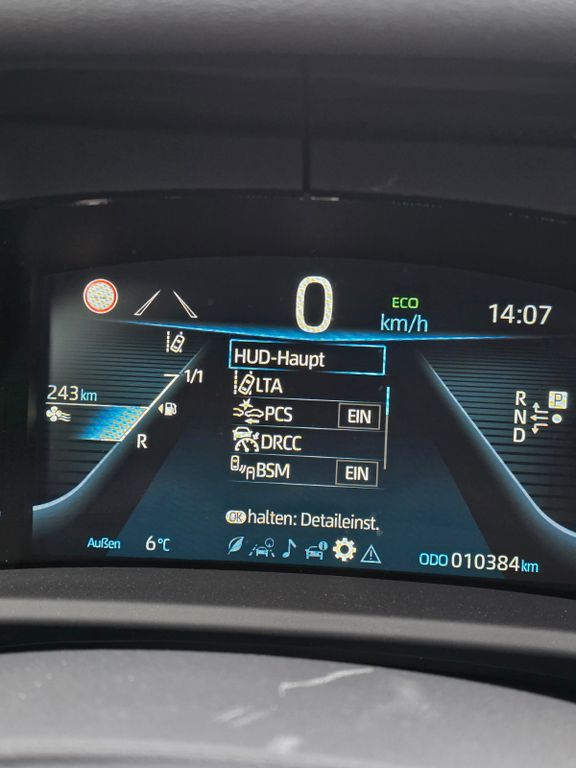 0
ECO
km/h
14:07
HUD-Haupt
LTA
1/1
243 km
PCS EIN
R
N
D
P
R
DRCC
BSM EIN
OK halten: Detaileinst.
Außen 6°C
ODO 010384 km